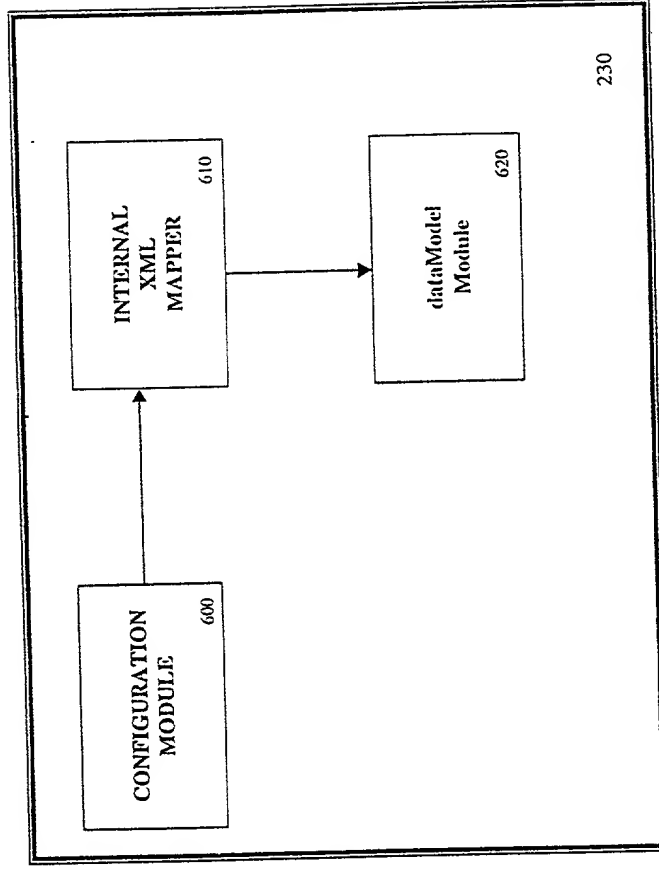 CONFIGURATION
MODULE
600
INTERNAL
XML
MAPPER
610
dataModel
Module
620
230